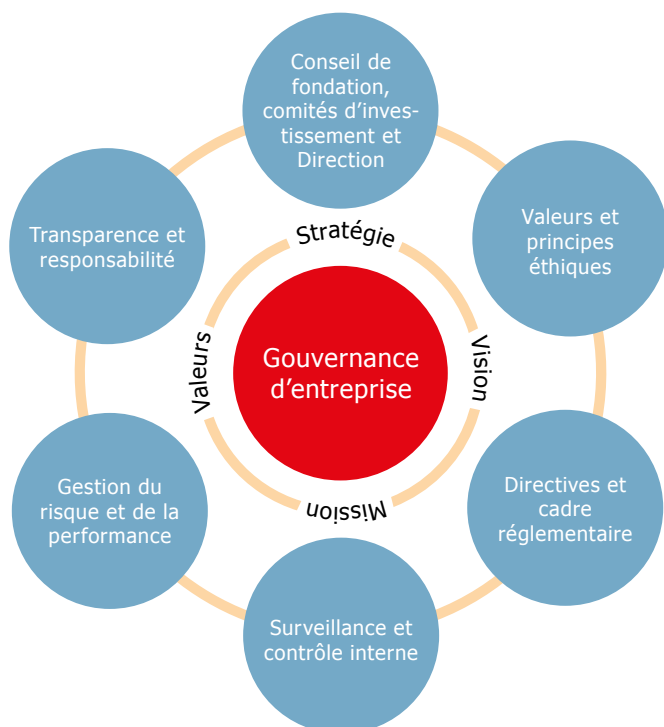 Conseil de
fondation,
comités d’inves-
tissement et
Direction
Valeurs et
principes
éthiques
Directives et
cadre
réglementaire
Surveillance et
contrôle interne
Gestion du
risque et de la
performance
Transparence et
responsabilité
Stratégie
Vision
Mission
Valeurs
Gouvernance
d’entreprise